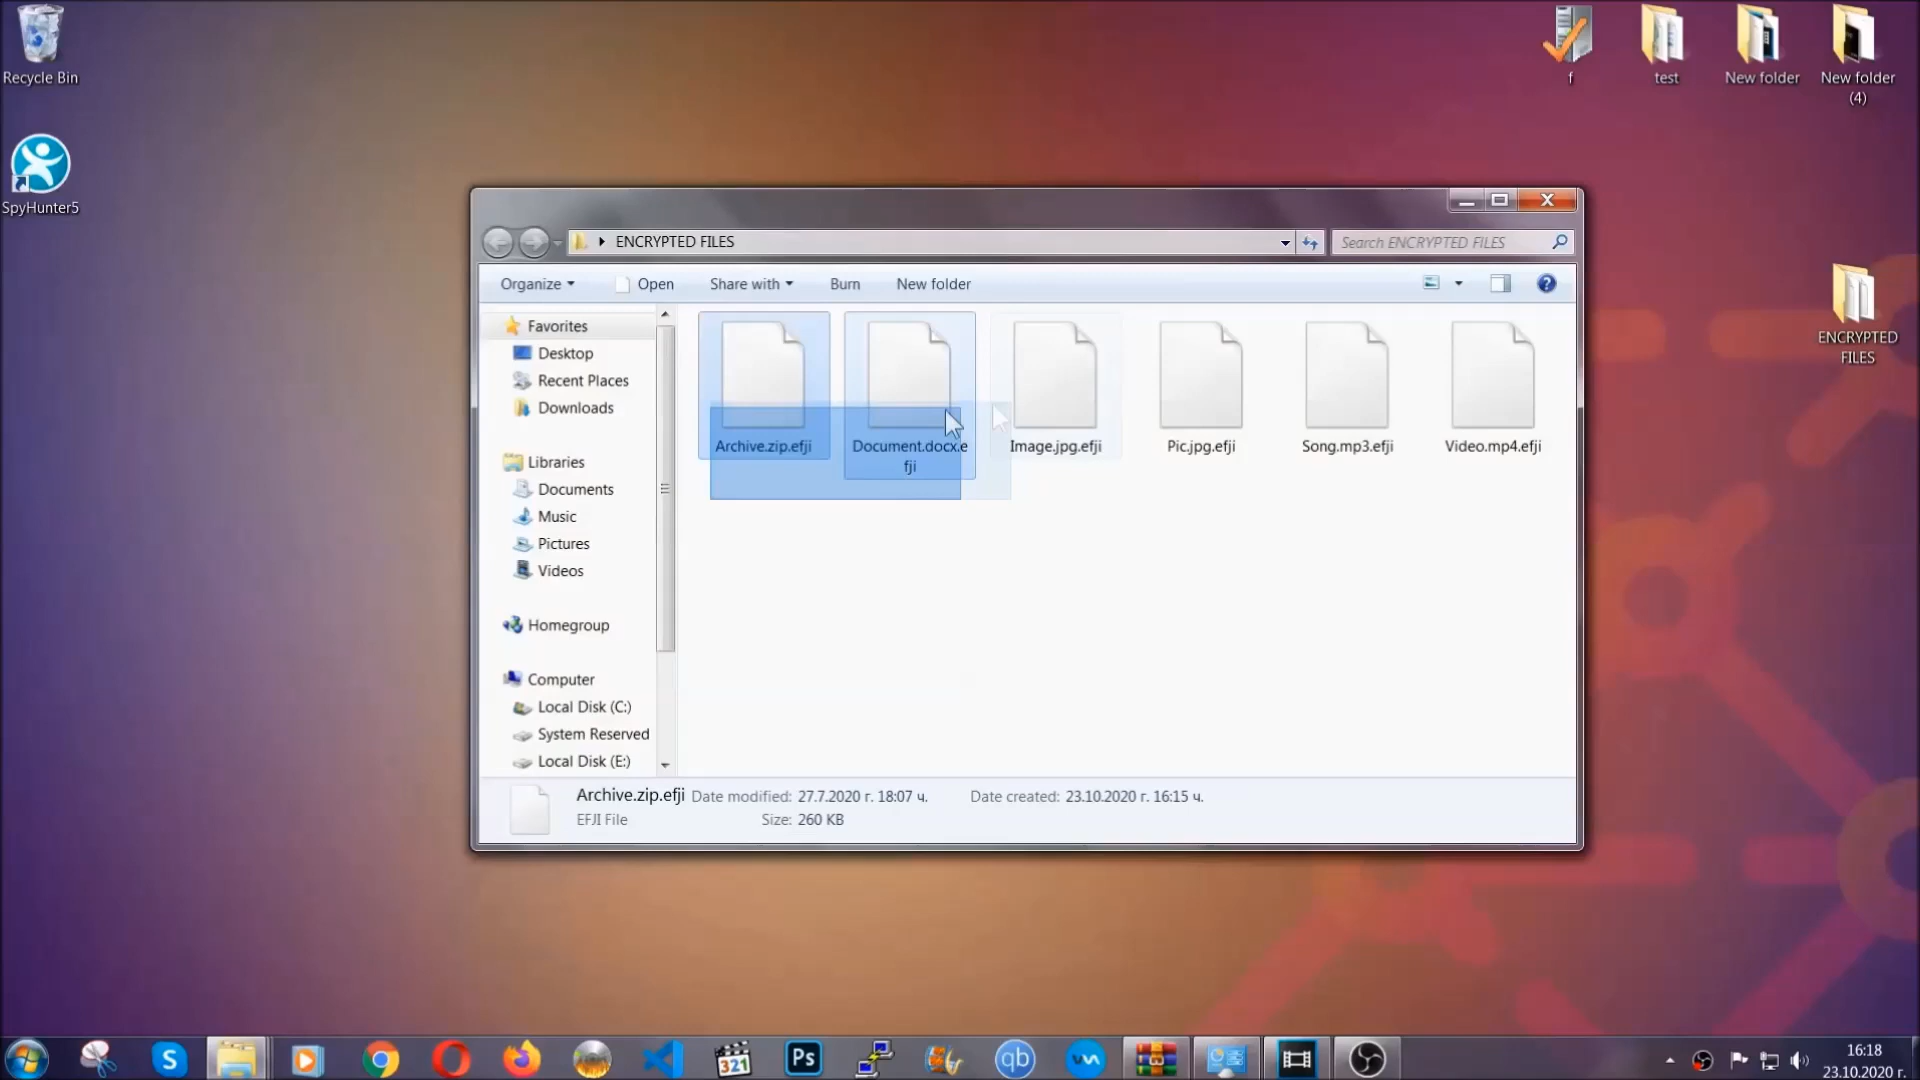 Recycle Bin
SpyHunter5
f
test
New folder
New folder
(4)
ENCRYPTED
FILES
ENCRYPTED FILES
Search ENCRYPTED FILES
Organize
Open
Share with
Burn
New folder
Favorites
Desktop
Recent Places
Downloads
Libraries
Documents
Music
Pictures
Videos
Homegroup
Computer
Local Disk (C:)
System Reserved
Local Disk (E:)
Archive.zip.efji
Document.docx.e
fji
Image.jpg.efji
Pic.jpg.efji
Song.mp3.efji
Video.mp4.efji
Archive.zip.efji Date modified: 27.7.2020 г. 18:07 ч. Date created: 23.10.2020 г. 16:15 ч.
EFJI File Size: 260 KB
S
321
Ps
qb
16:18
23.10.2020 г.